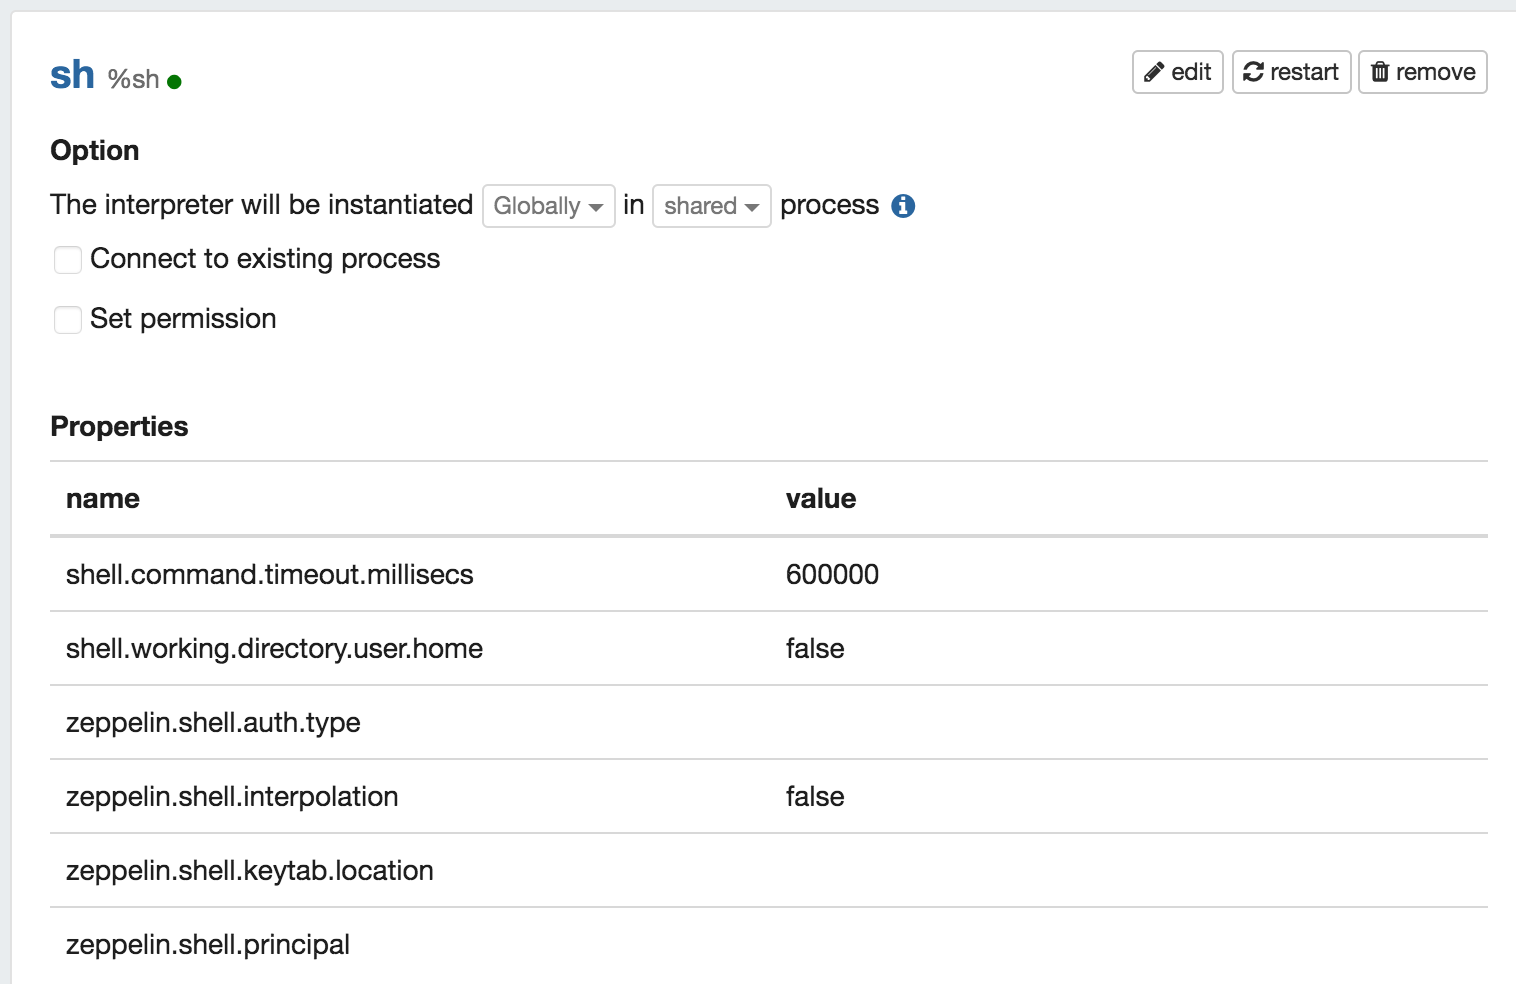 sh %sh edit restart remove
Option
The interpreter will be instantiated Globally in shared process
Connect to existing process
Set permission
Properties
name value
shell.command.timeout.millisecs 600000
shell.working.directory.user.home false
zeppelin.shell.auth.type
zeppelin.shell.interpolation false
zeppelin.shell.keytab.location
zeppelin.shell.principal